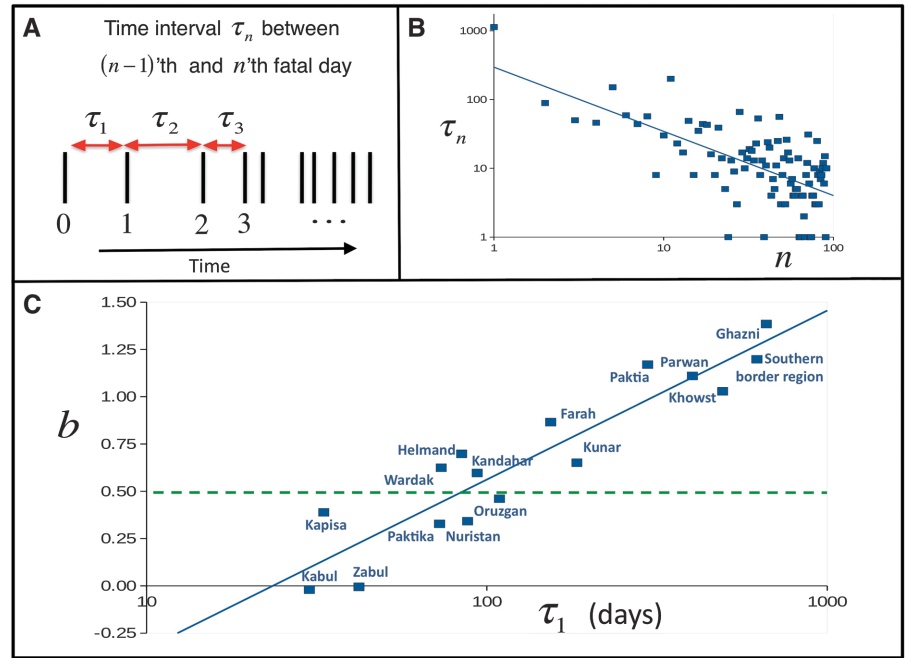 A
Time interval τn between
(n−1)'th and n'th fatal day
τ1 τ2 τ3
0 1 2 3 ...
Time
B
1000
100
10
1
τn
1 10 100
n
C
1.50
1.25
1.00
0.75
0.50
0.25
0.00
-0.25
b
Ghazni
Parwan
Southern
Paktia
border region
Khowst
Farah
Helmand
Kunar
Kandahar
Wardak
Oruzgan
Kapisa
Paktika Nuristan
Kabul Zabul
10 100 1000
τ1 (days)